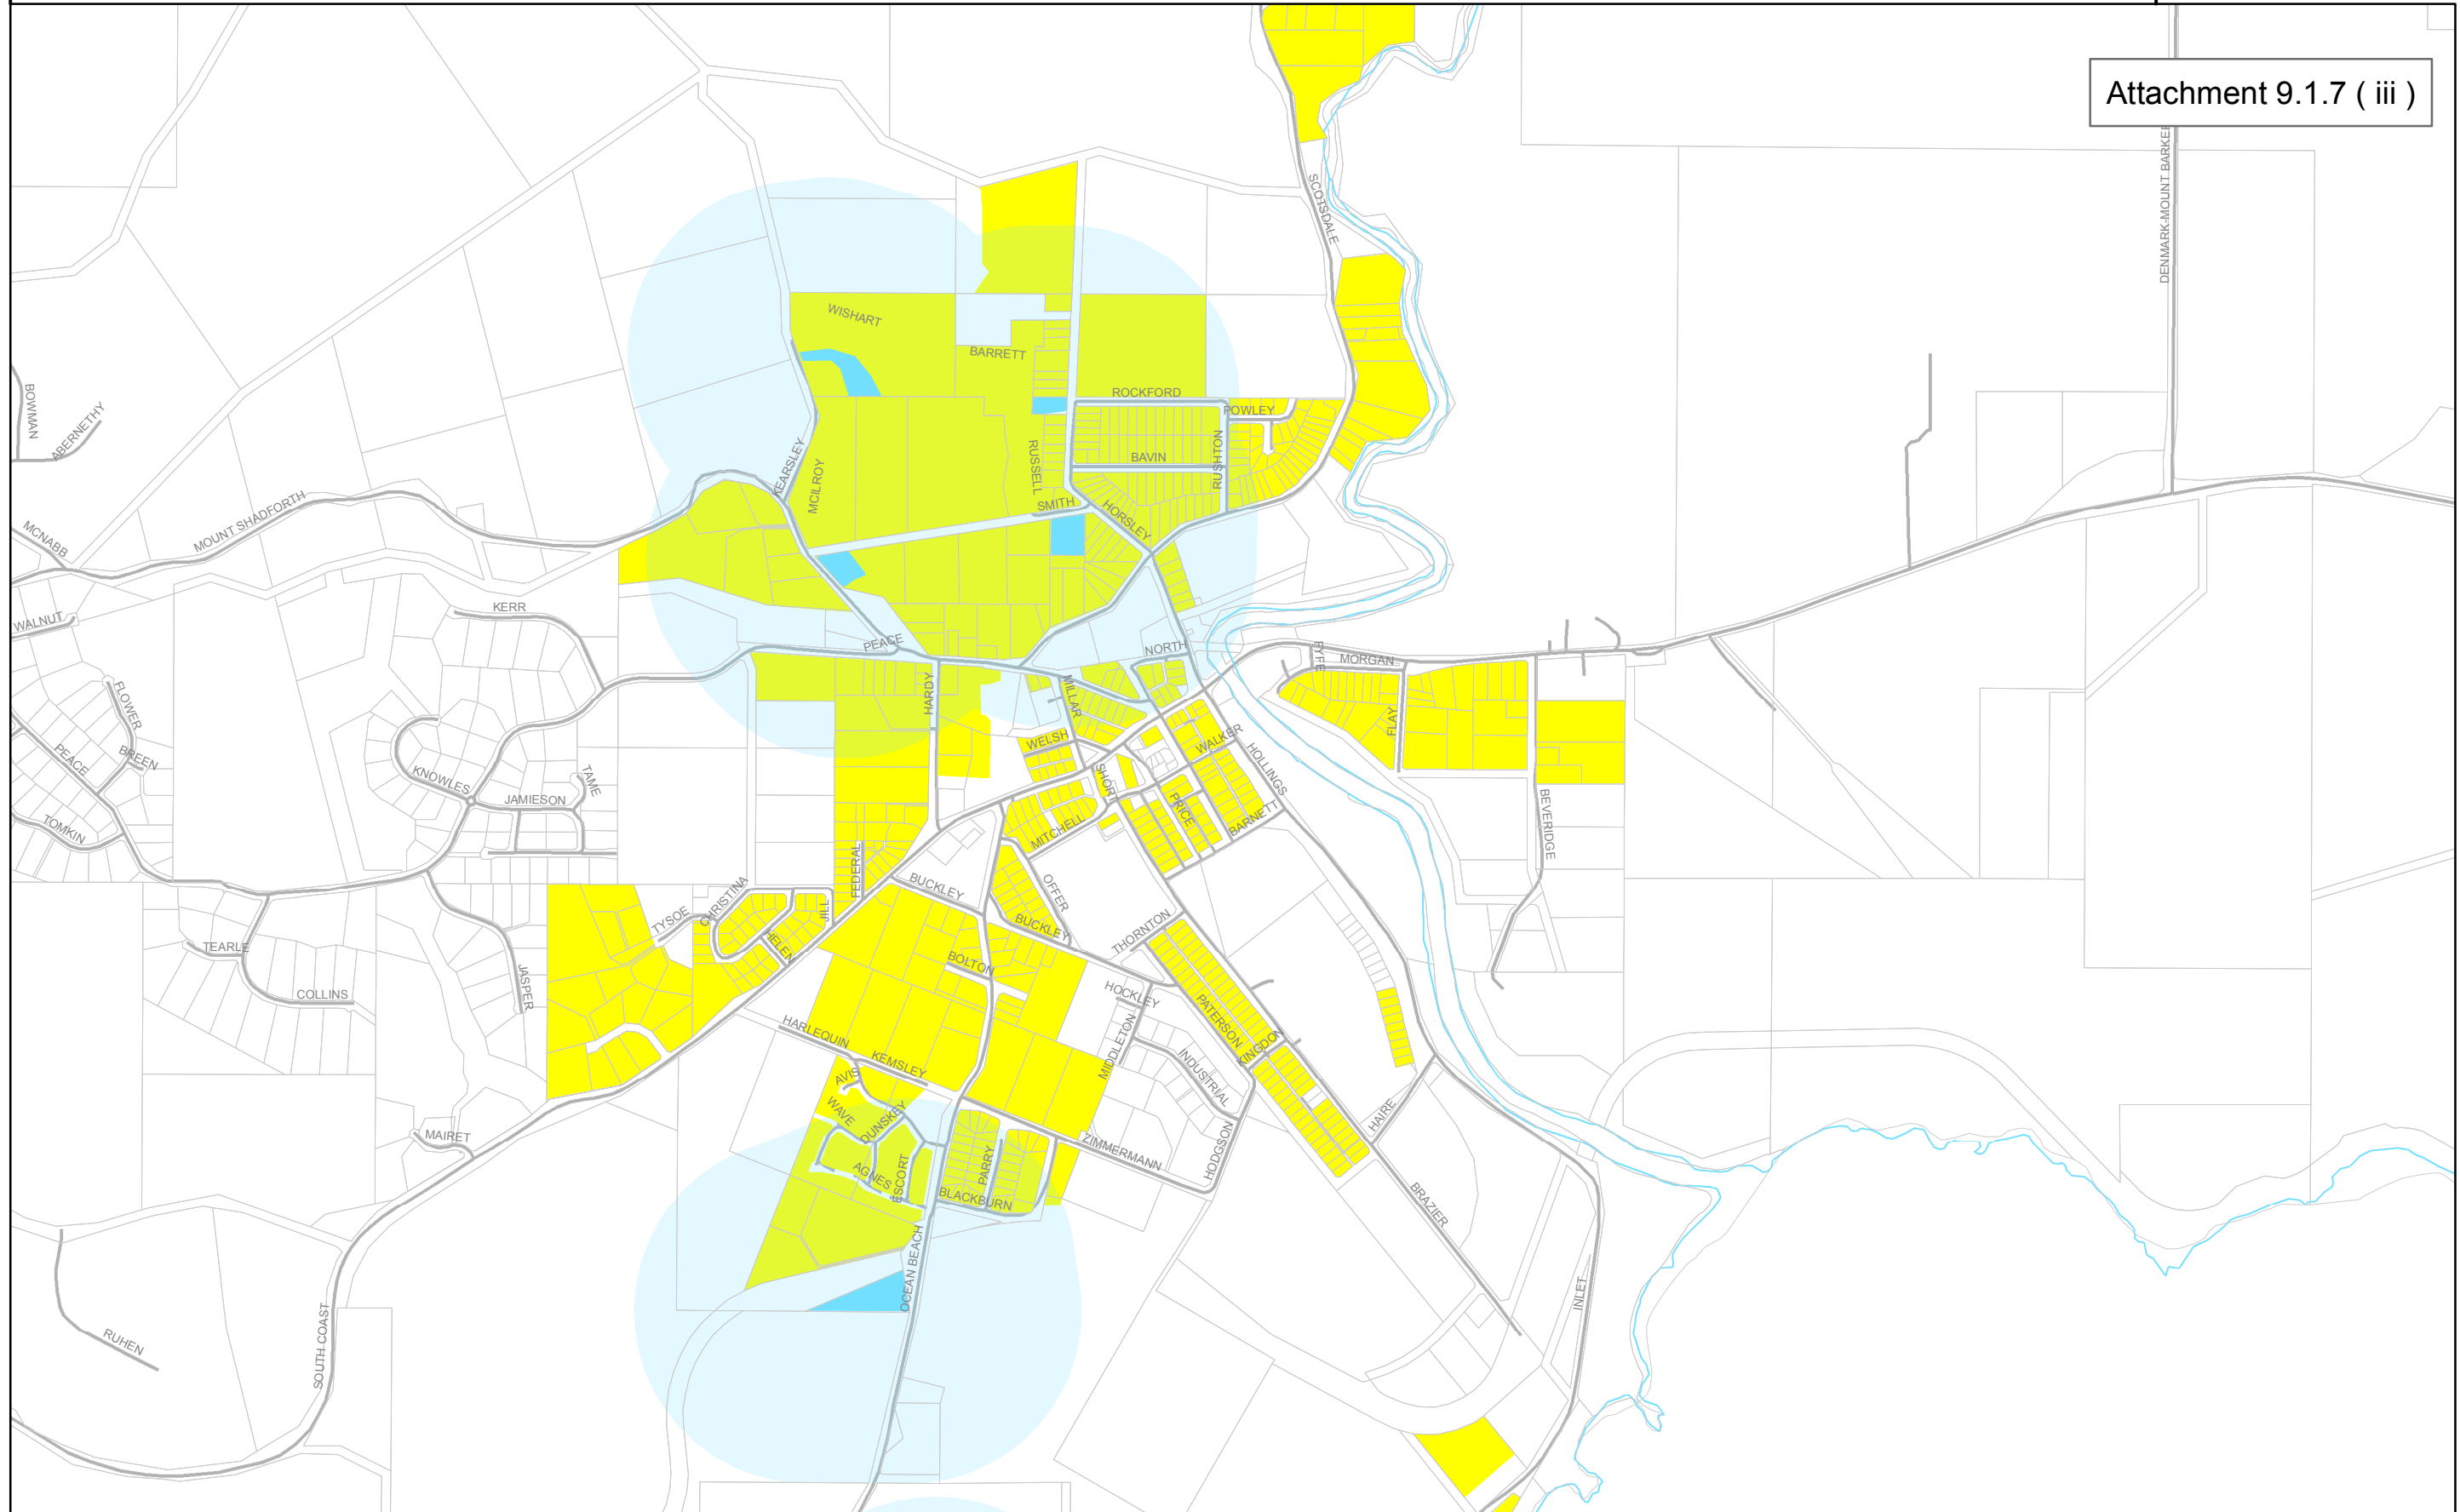 Attachment 9.1.7 ( iii )
DENMARK-MOUNT BARKER
SCOTSDALE
WISHART
BARRETT
ROCKFORD
POWLEY
BOWMAN
ABERNETHY
KEARSLEY
MCILROY
RUSSELL
BAVIN
RUSHTON
SMITH
HORSLEY
MOUNT SHADFORTH
MCNABB
KERR
WALNUT
PEACE
NORTH
FYFE
MORGAN
FLOWER
HARDY
MILLAR
FLAY
WELSH
WALKER
HOLLINGS
PEACE
BREEN
KNOWLES
TAME
JAMIESON
SHORT
PRICE
BARNETT
BEVERIDGE
TOMKIN
MITCHELL
FEDERAL
BUCKLEY
OFFER
CHRISTINA
JILL
TYSOE
BUCKLEY
THORNTON
HELEN
TEARLE
BOLTON
JASPER
COLLINS
HOCKLEY
PATERSON
HARLEQUIN
MIDDLETON
KINGDON
KEMSLEY
INDUSTRIAL
AVIS
WAVE
DUNSKEY
HAIRE
MAIRET
PARRY
ZIMMERMANN
HODGSON
AGNES
ESCORT
BLACKBURN
BRAZIER
OCEAN BEACH
INLET
RUHEN
SOUTH COAST